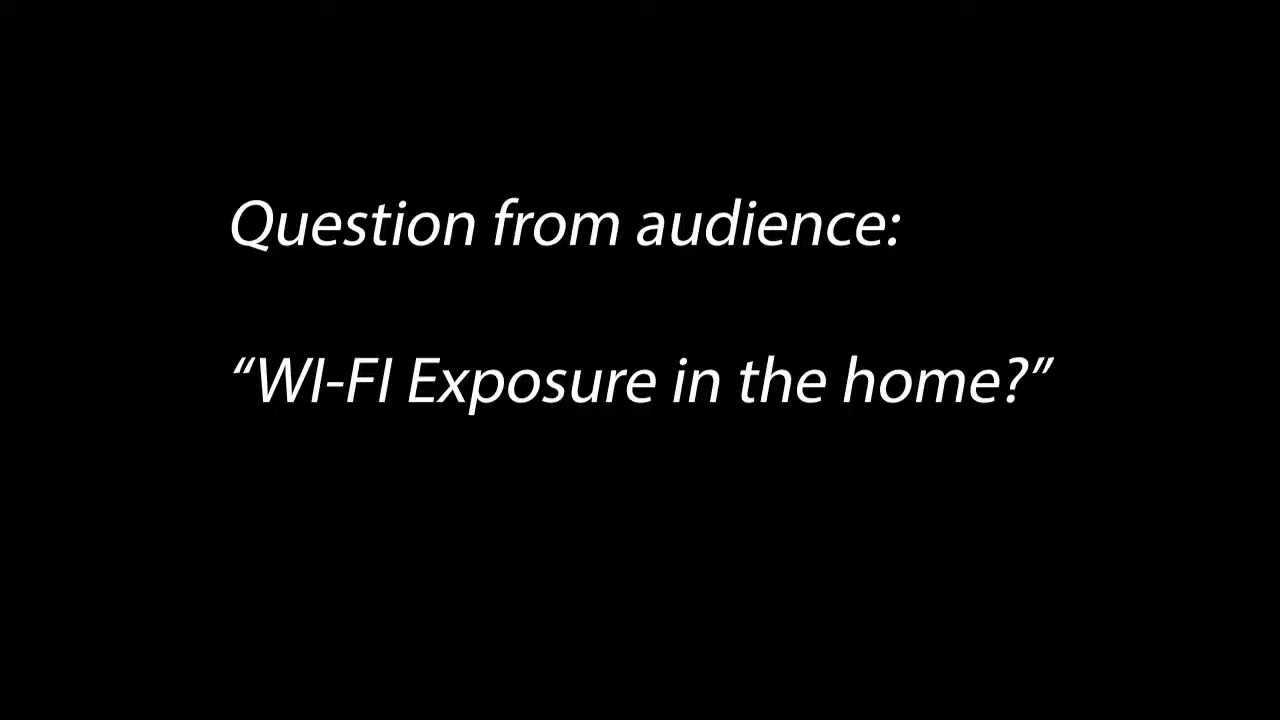 Question from audience:
“WI-FI Exposure in the home?”